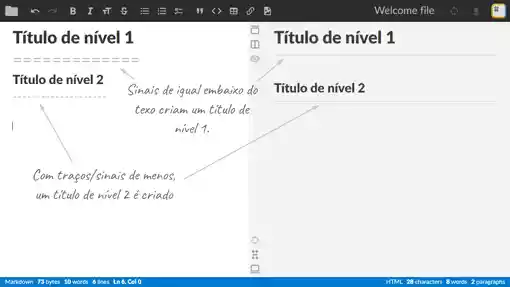 Welcome file
Título de nível 1
=============
Título de nível 2
----------------
Sinais de igual embaixo do
texo criam um título de
nível 1.
Com traços/sinais de menos,
um título de nível 2 é criado
Título de nível 1
Título de nível 2
Markdown 73 bytes 10 words 6 lines Ln 6, Col 0
HTML 28 characters 8 words 2 paragraphs